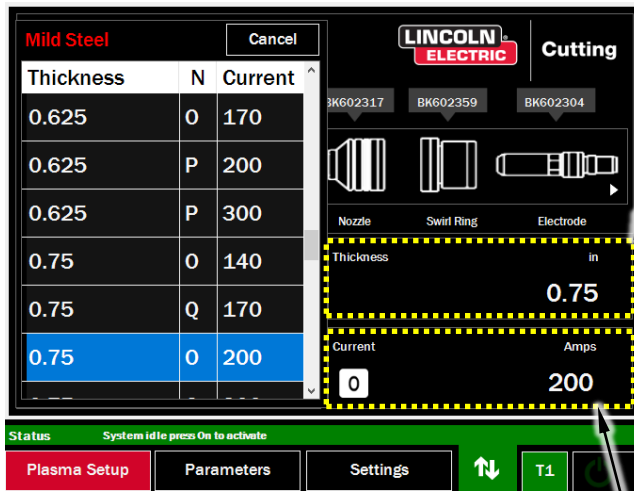 Mild Steel
Cancel
LINCOLN
ELECTRIC
Cutting
Thickness N Current
0.625 O 170
0.625 P 200
0.625 P 300
0.75 O 140
0.75 Q 170
0.75 O 200
BK602317 BK602359 BK602304
Nozzle Swirl Ring Electrode
Thickness in
0.75
Current Amps
O 200
Status System idle press On to activate
Plasma Setup Parameters Settings T1